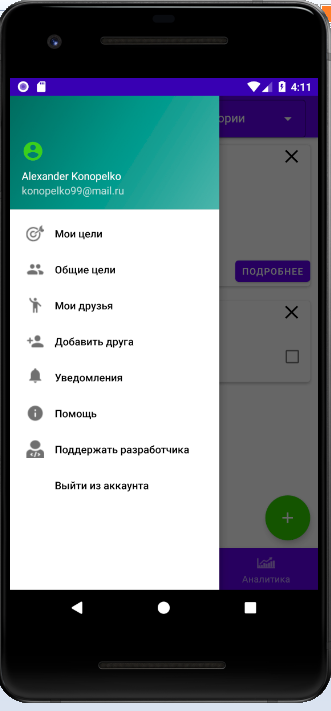 4:11
ории
Alexander Konopelko
konopelko99@mail.ru
Мои цели
Общие цели
ПОДРОБНЕЕ
Мои друзья
Добавить друга
Уведомления
Помощь
Поддержать разработчика
Выйти из аккаунта
Аналитика